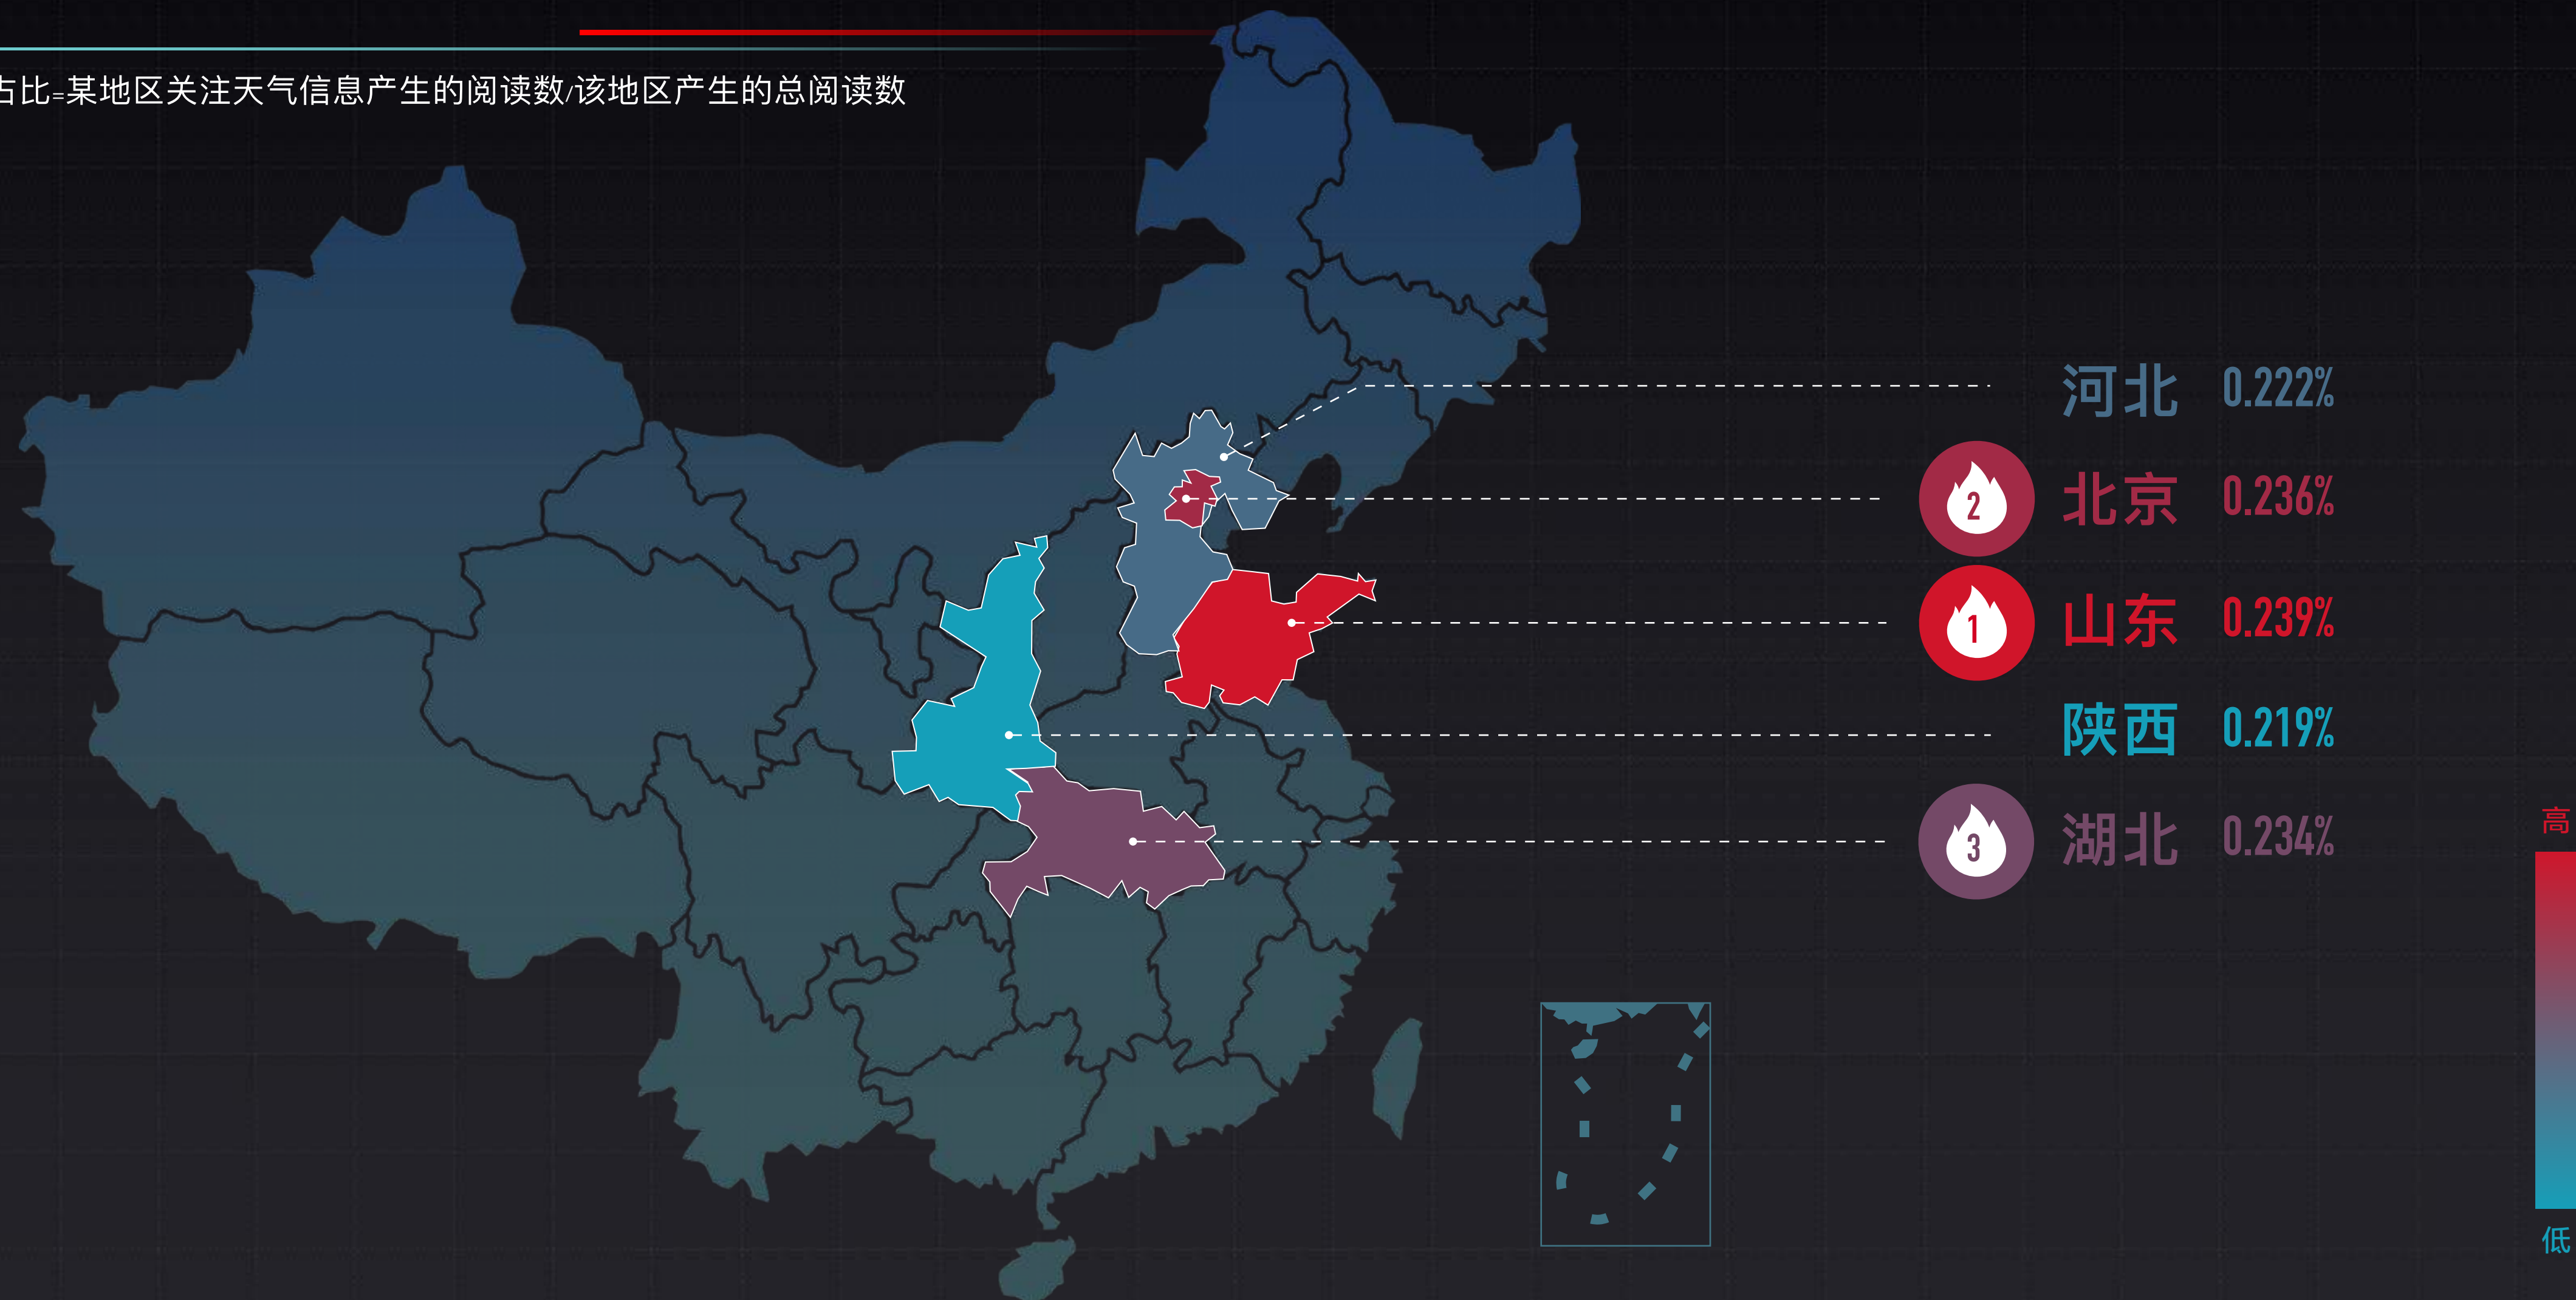 占比=某地区关注天气信息产生的阅读数/该地区产生的总阅读数
河北 0.222%
2 北京 0.236%
1 山东 0.239%
陕西 0.219%
3 湖北 0.234%
高
低